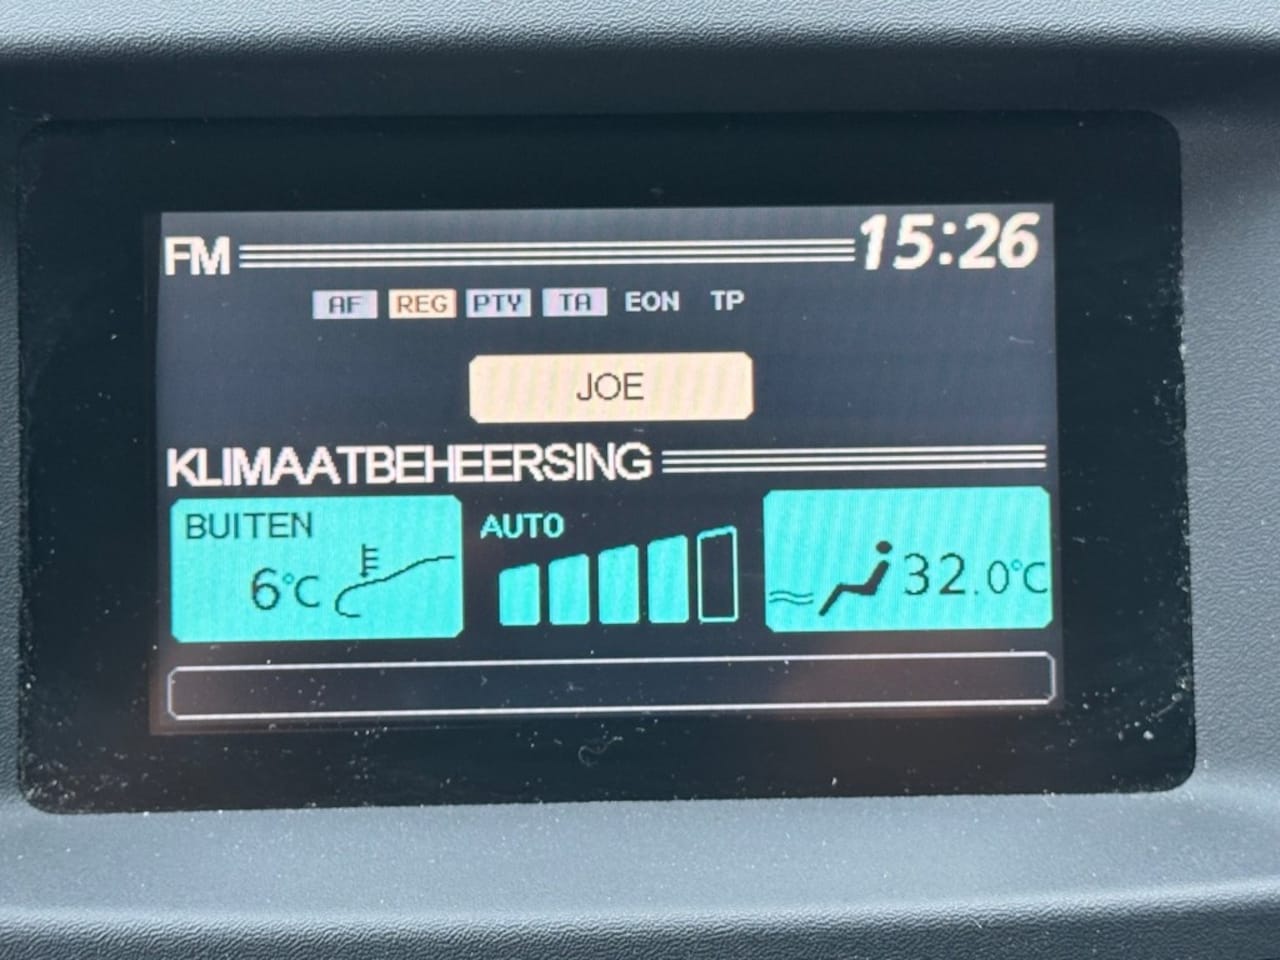 FM 15:26
AF REG PTY TA EON TP
JOE
KLIMAATBEHEERSING
BUITEN AUTO
6°C 32.0°C